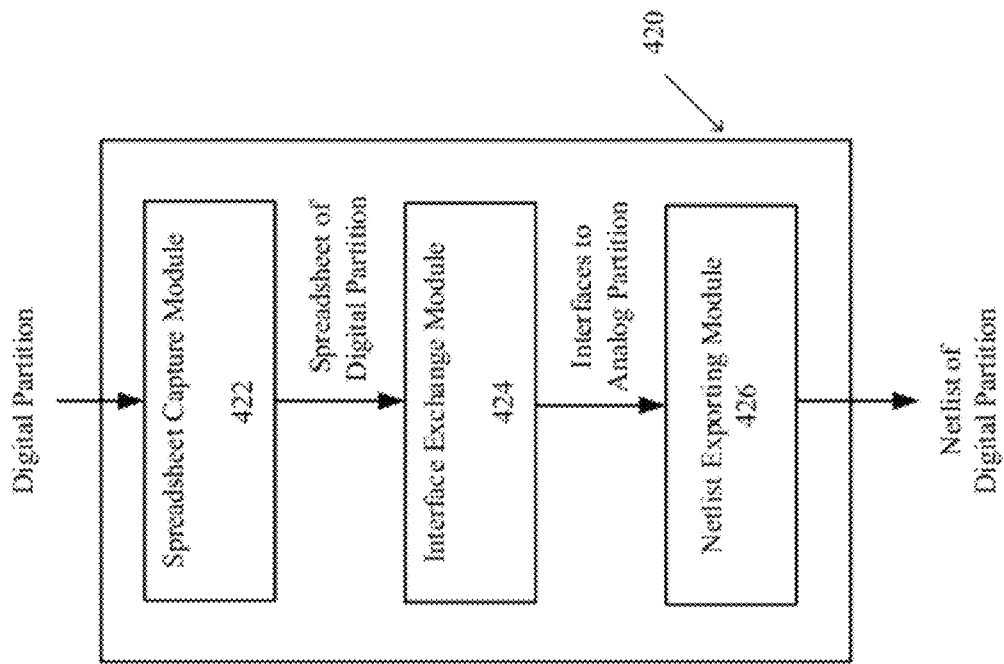 Digital Partition
Spreadsheet Capture Module
422
Spreadsheet of
Digital Partition
Interface Exchange Module
424
Interfaces to
Analog Partition
Netlist Exporting Module
426
Netlist of
Digital Partition
420